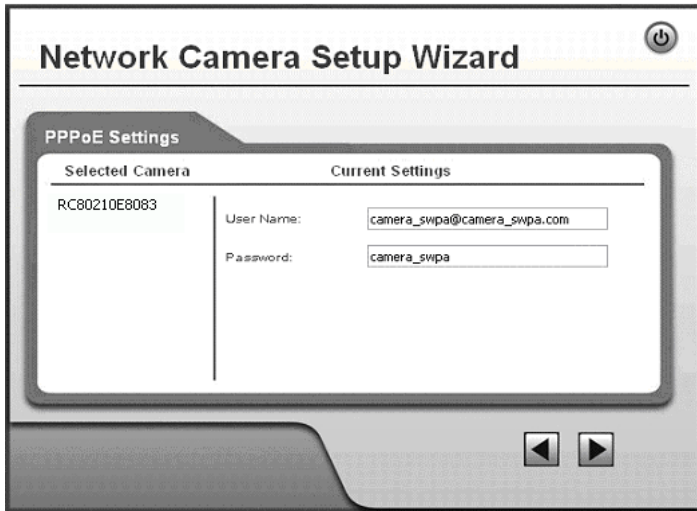 Network Camera Setup Wizard
PPPoE Settings
Selected Camera Current Settings
RC80210E8083
User Name: camera_swpa@camera_swpa.com
Password: camera_swpa